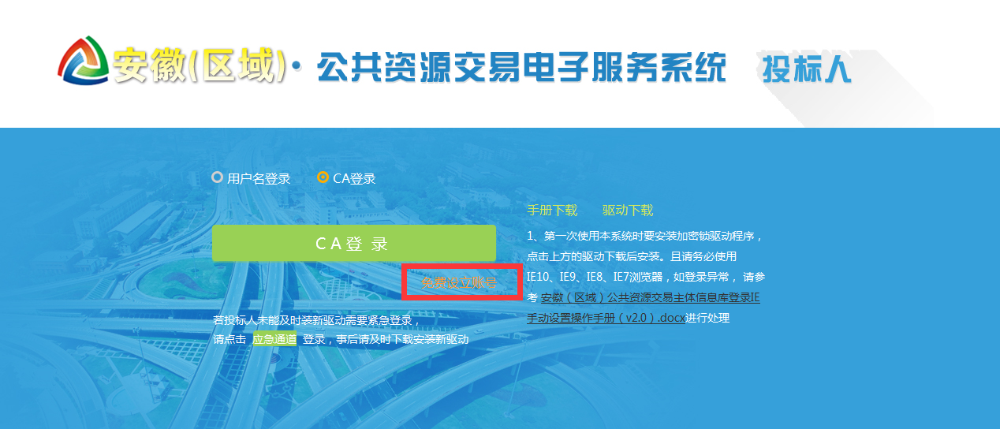 安徽(区域)·公共资源交易电子服务系统 投标人
用户名登录 CA登录
CA登录
免费设立账号
若投标人未能及时装新驱动需要紧急登录，
请点击 应急通道 登录，事后请及时下载安装新驱动
手册下载 驱动下载
1、第一次使用本系统时要安装加密锁驱动程序，
点击上方的驱动下载后安装。且请务必使用
IE10、IE9、IE8、IE7浏览器，如登录异常， 请参
考 安徽（区域）公共资源交易主体信息库登录IE
手动设置操作手册（v2.0）.docx进行处理